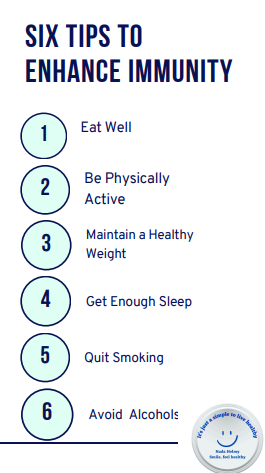 SIX TIPS TO
ENHANCE IMMUNITY
1
Eat Well
2
Be Physically
Active
3
Maintain a Healthy
Weight
4
Get Enough Sleep
5
Quit Smoking
6
Avoid Alcohols
It's just a simple to live healthy
Nada Helmy
Smile, feel healthy